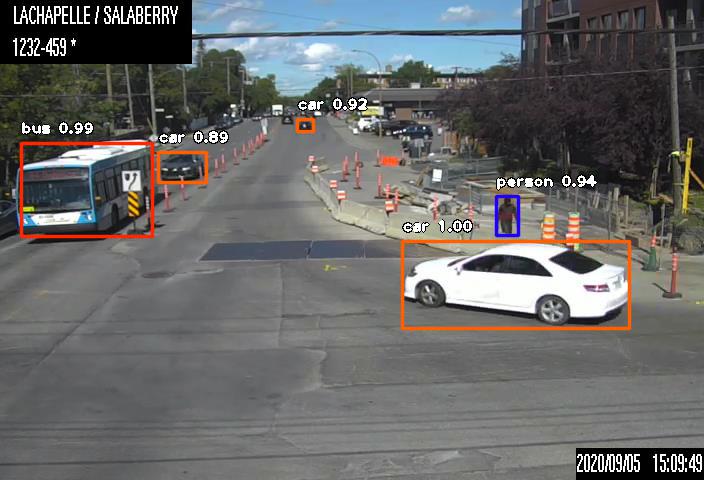 LACHAPELLE / SALABERRY
1232-459 *
car 0.92
bus 0.99
car 0.89
person 0.94
car 1.00
2020/09/05 15:09:49